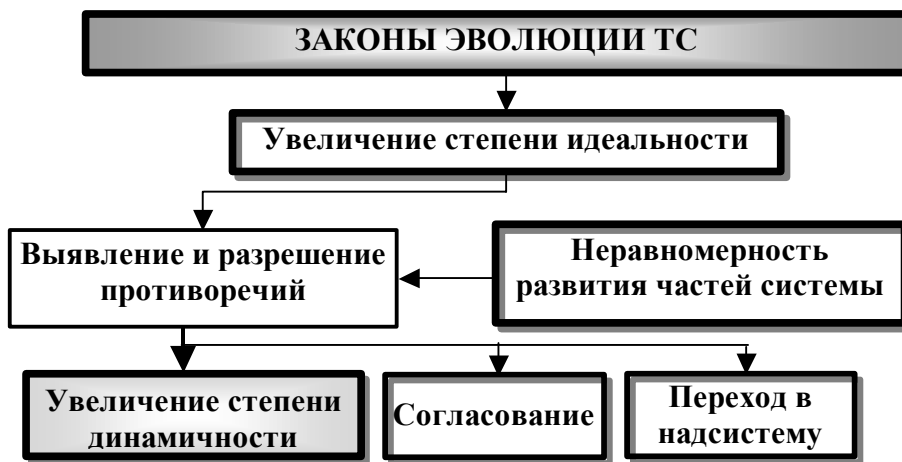 ЗАКОНЫ ЭВОЛЮЦИИ ТС
Увеличение степени идеальности
Выявление и разрешение
противоречий
Неравномерность
развития частей системы
Увеличение степени
динамичности
Согласование
Переход в
надсистему